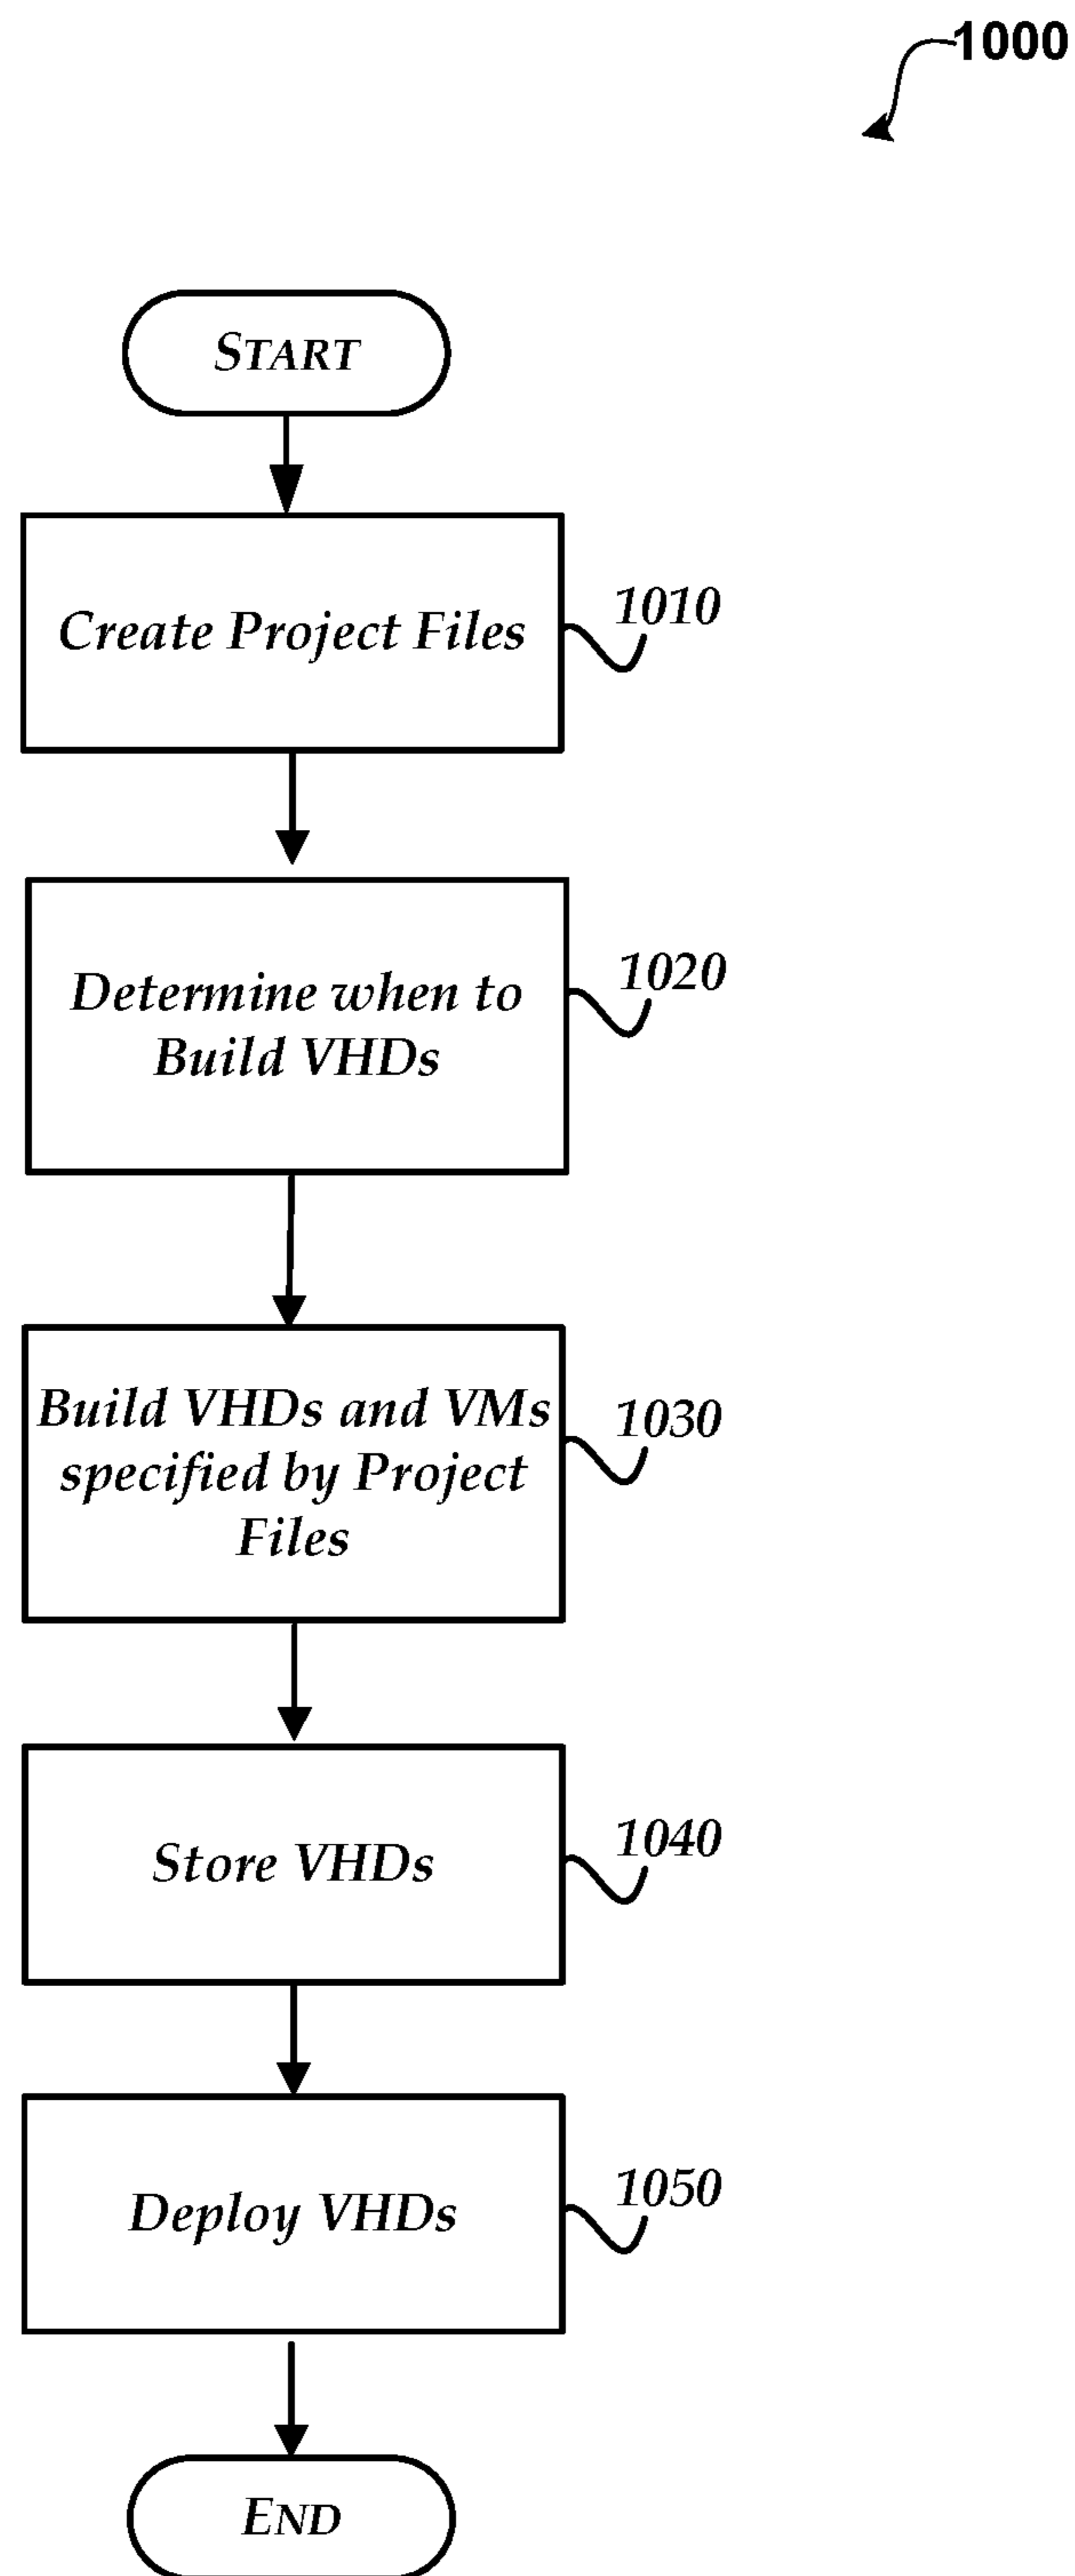 1000
START
Create Project Files
1010
Determine when to
Build VHDs
1020
Build VHDs and VMs
specified by Project
Files
1030
Store VHDs
1040
Deploy VHDs
1050
END